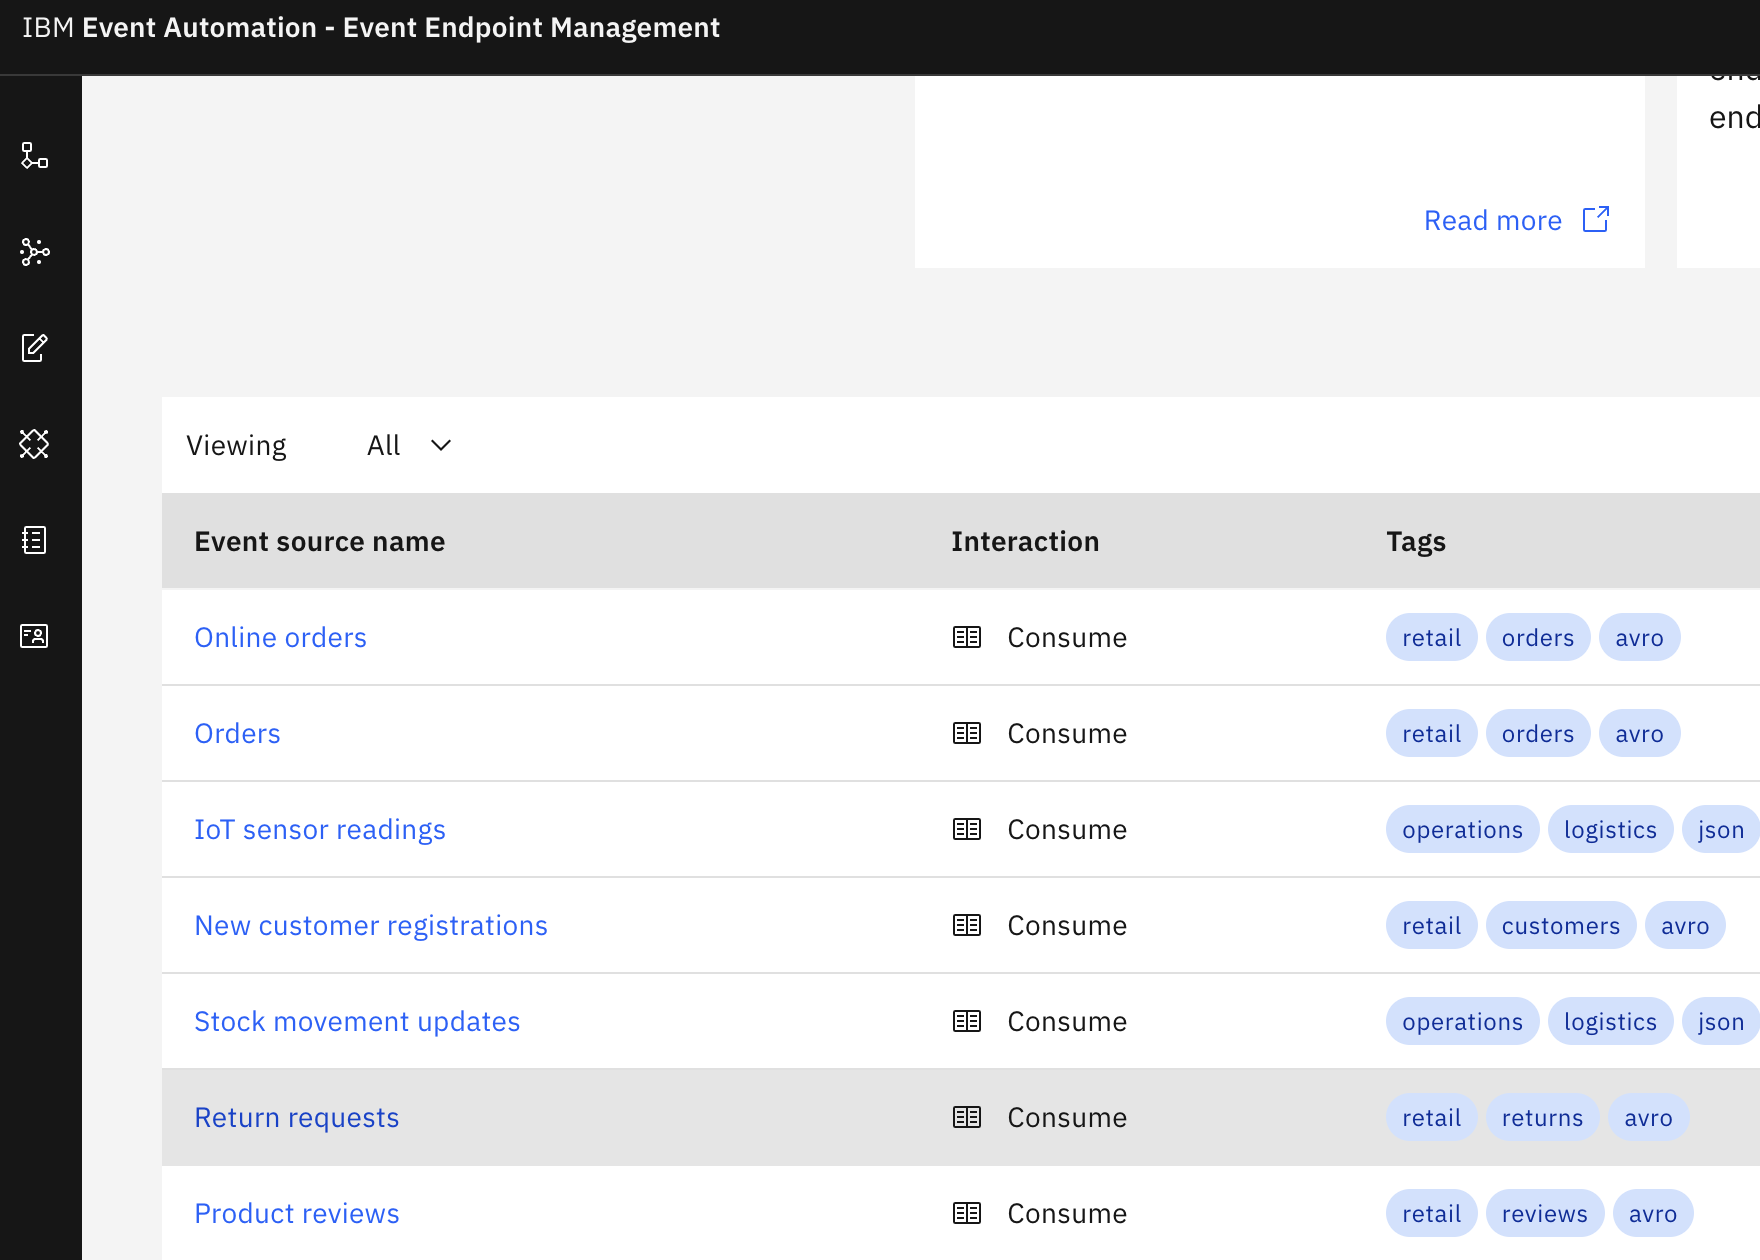 IBM Event Automation - Event Endpoint Management
end
Read more
Viewing All
Event source name Interaction Tags
Online orders Consume retail orders avro
Orders Consume retail orders avro
IoT sensor readings Consume operations logistics json
New customer registrations Consume retail customers avro
Stock movement updates Consume operations logistics json
Return requests Consume retail returns avro
Product reviews Consume retail reviews avro